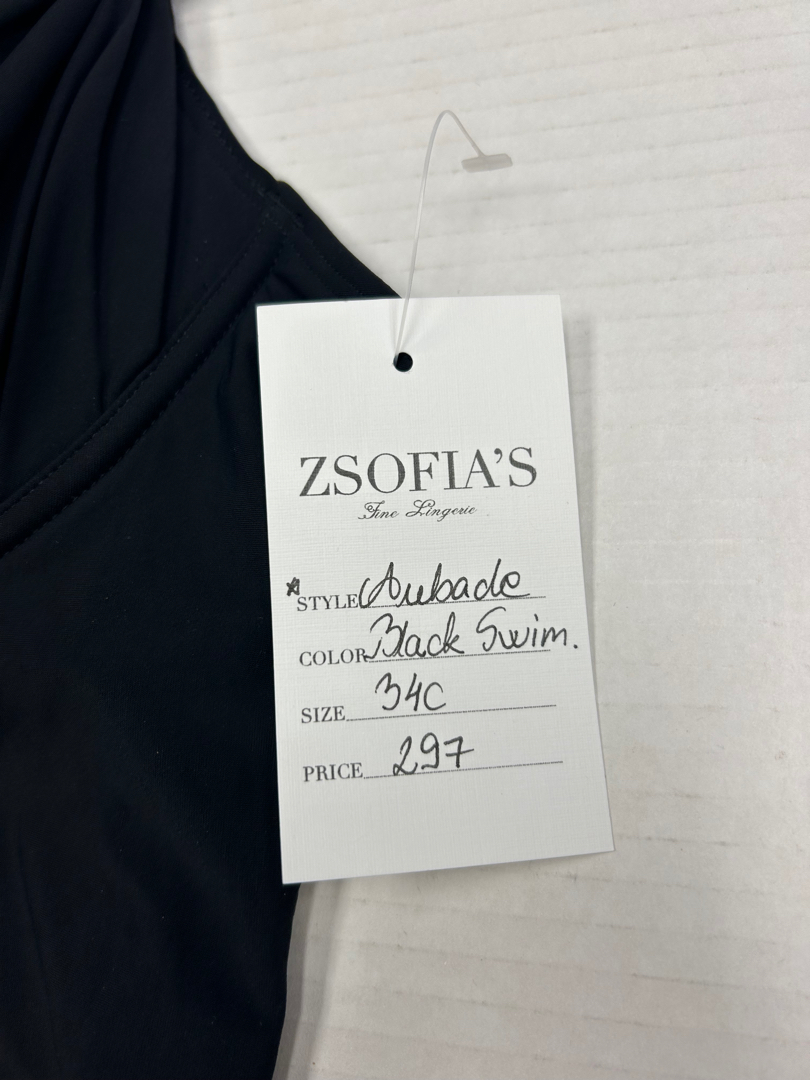 ZSOFIA'S
Fine Lingerie
*STYLE Aubade
COLOR Black Swim.
SIZE 34C
PRICE 297